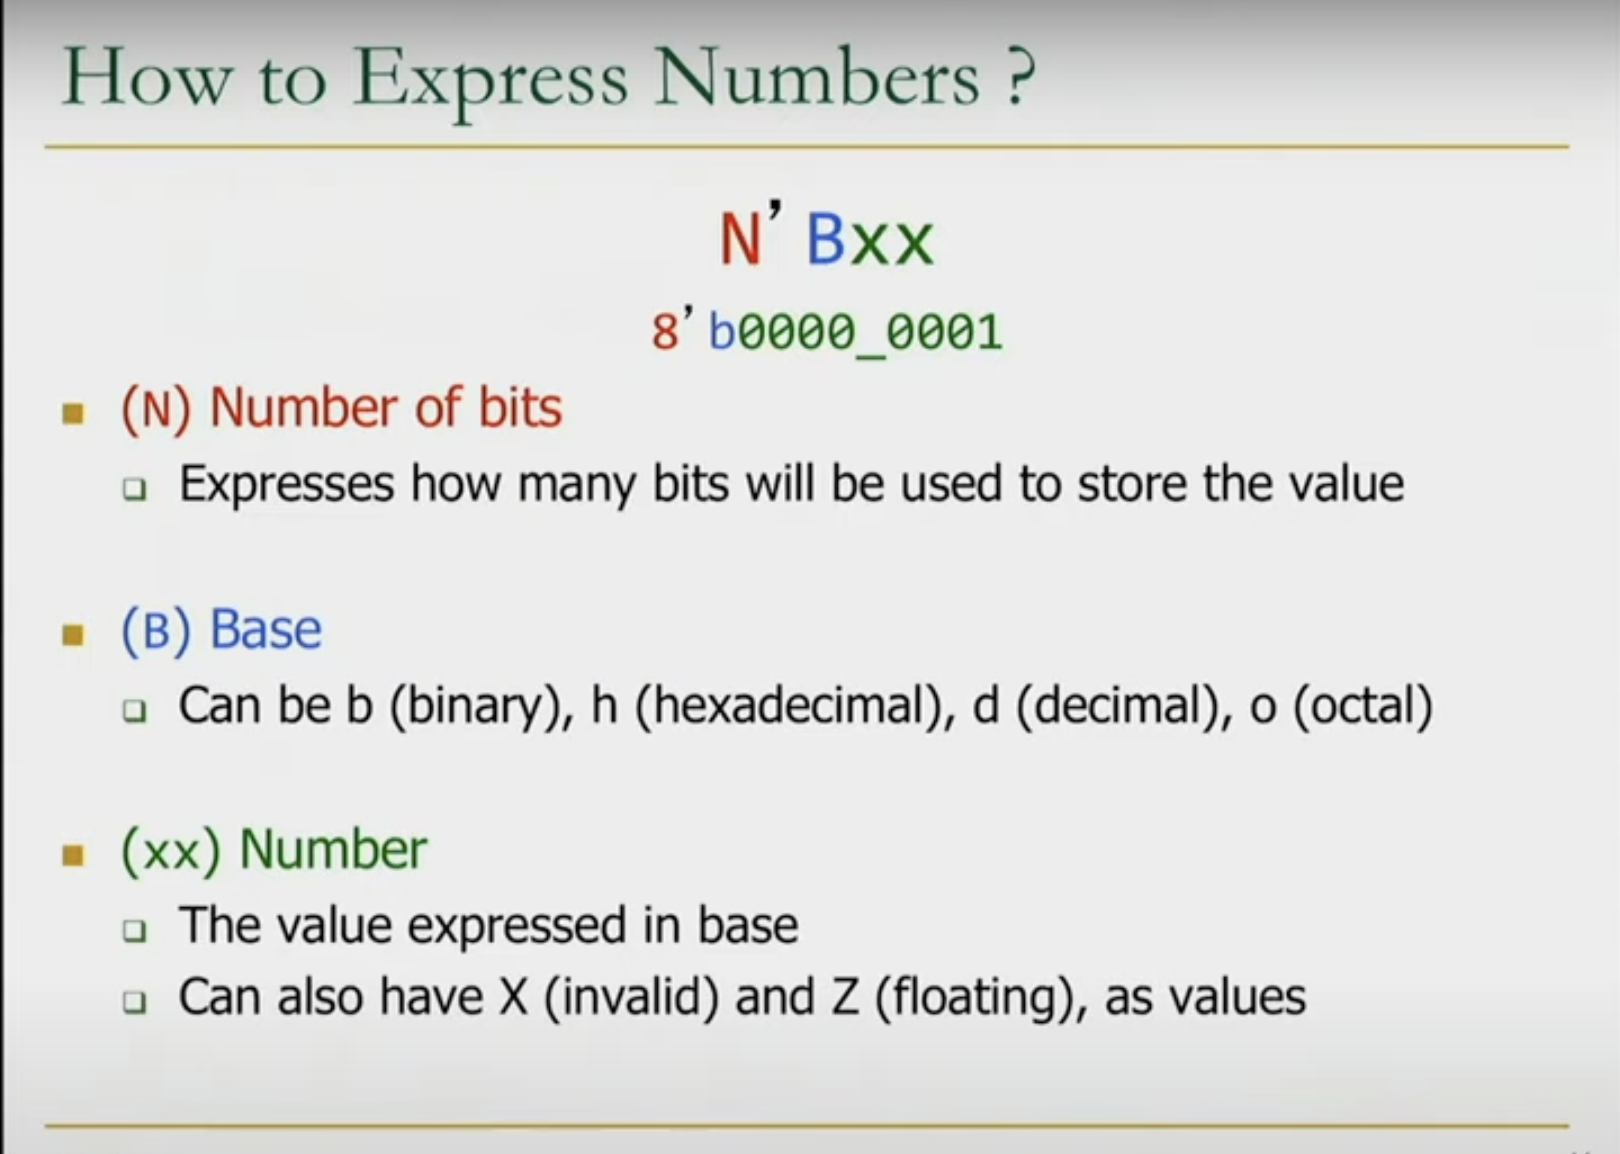 How to Express Numbers ?
N’ Bxx
8’ b0000_0001
(N) Number of bits
Expresses how many bits will be used to store the value
(B) Base
Can be b (binary), h (hexadecimal), d (decimal), o (octal)
(xx) Number
The value expressed in base
Can also have X (invalid) and Z (floating), as values